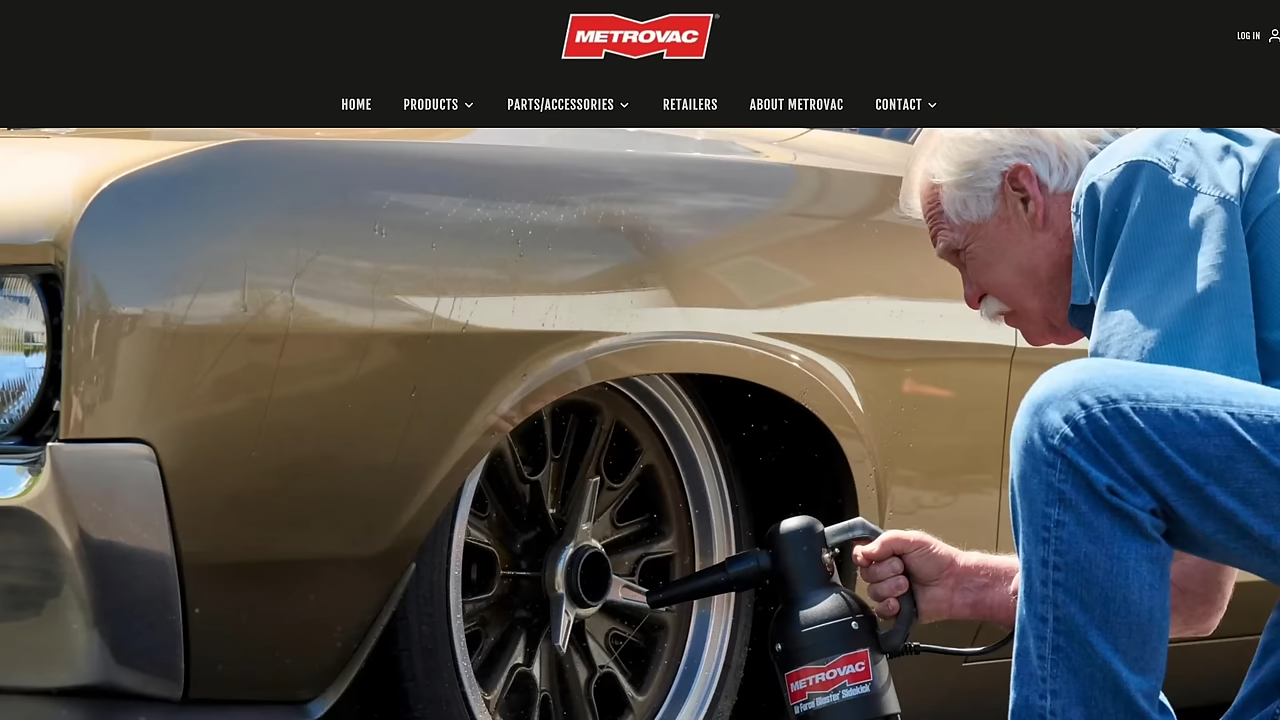 METROVAC®
LOG IN
HOME
PRODUCTS
PARTS/ACCESSORIES
RETAILERS
ABOUT METROVAC
CONTACT
METROVAC
Air Force Blaster® Sidekick®